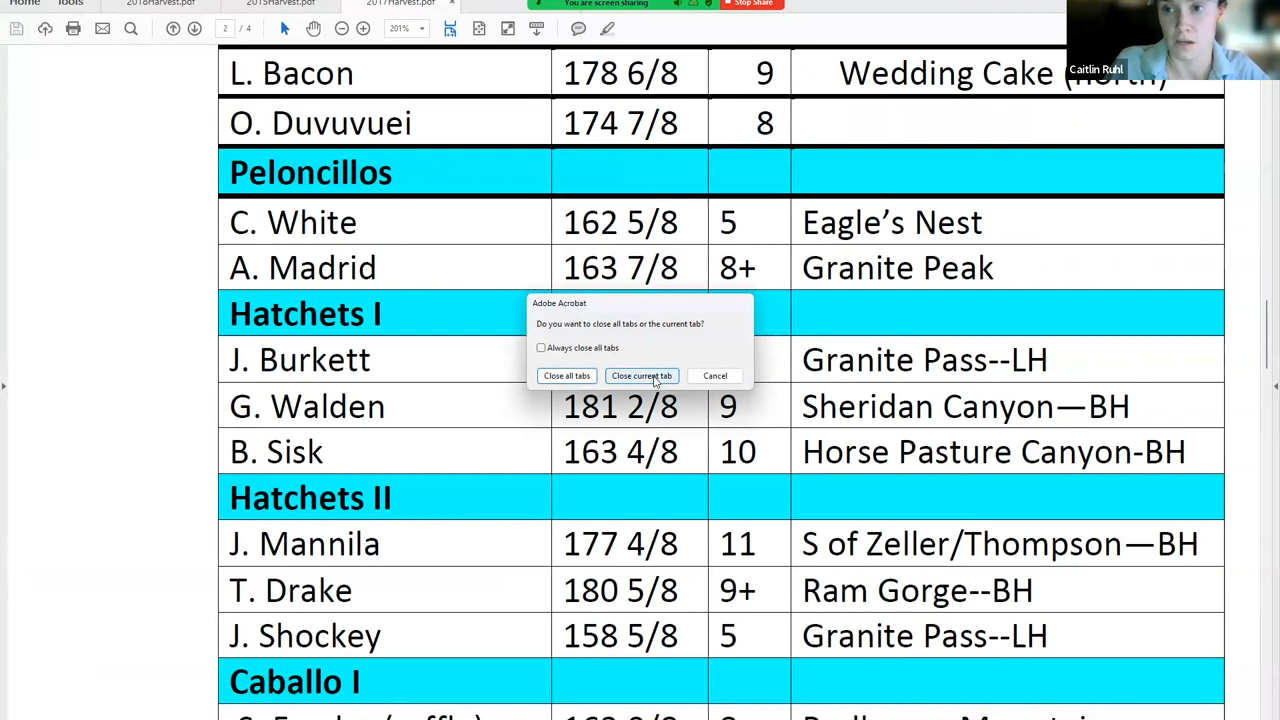 Home Tools 2018Harvest.pdf 2015Harvest.pdf 2017Harvest.pdf ×
You are screen sharing Stop Share
2 / 4 201%
Caitlin Ruhl
L. Bacon 178 6/8 9 Wedding Cake (north)
O. Duvuvuei 174 7/8 8
Peloncillos
C. White 162 5/8 5 Eagle’s Nest
A. Madrid 163 7/8 8+ Granite Peak
Hatchets I
J. Burkett Granite Pass--LH
G. Walden 181 2/8 9 Sheridan Canyon—BH
B. Sisk 163 4/8 10 Horse Pasture Canyon-BH
Adobe Acrobat
Do you want to close all tabs or the current tab?
Always close all tabs
Close all tabs Close current tab Cancel
Hatchets II
J. Mannila 177 4/8 11 S of Zeller/Thompson—BH
T. Drake 180 5/8 9+ Ram Gorge--BH
J. Shockey 158 5/8 5 Granite Pass--LH
Caballo I